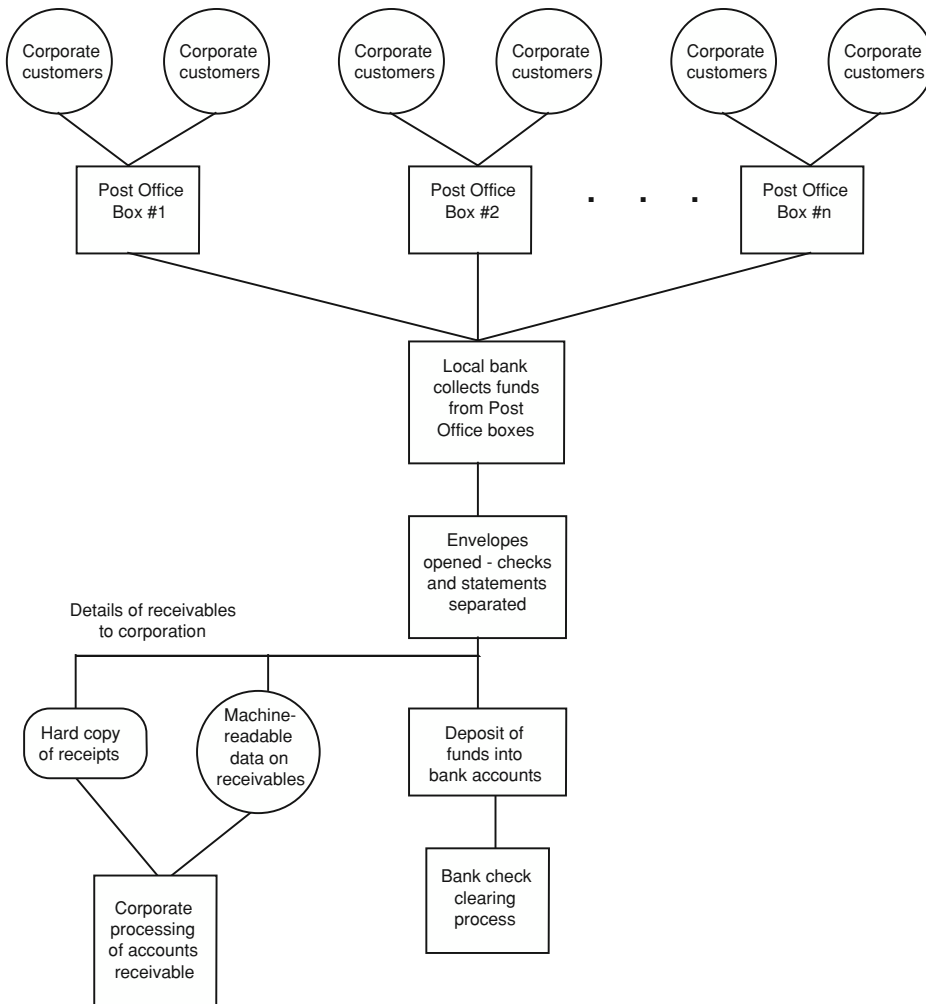 Corporate
customers
Corporate
customers
Corporate
customers
Corporate
customers
Corporate
customers
Corporate
customers
Post Office
Box #1
Post Office
Box #2
. . .
Post Office
Box #n
Local bank
collects funds
from Post
Office boxes
Envelopes
opened - checks
and statements
separated
Details of receivables
to corporation
Hard copy
of receipts
Machine-
readable
data on
receivables
Deposit of
funds into
bank accounts
Corporate
processing
of accounts
receivable
Bank check
clearing
process